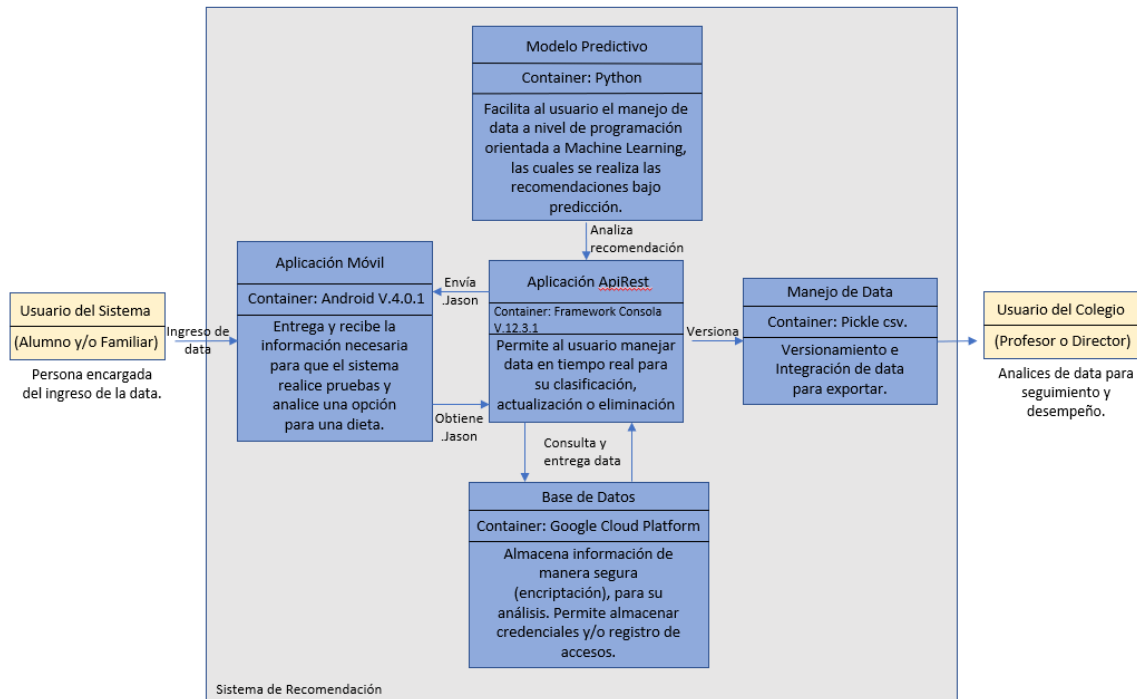 Modelo Predictivo
Container: Python
Facilita al usuario el manejo de
data a nivel de programación
orientada a Machine Learning,
las cuales se realiza las
recomendaciones bajo
predicción.
Analiza
recomendación
Usuario del Sistema
(Alumno y/o Familiar)
Persona encargada
del ingreso de la data.
Ingreso de
data
Aplicación Móvil
Container: Android V.4.0.1
Entrega y recibe la
información necesaria
para que el sistema
realice pruebas y
analice una opción
para una dieta.
Envía
.Jason
Obtiene
.Jason
Aplicación ApiRest
Container: Framework Consola
V.12.3.1
Permite al usuario manejar
data en tiempo real para
su clasificación,
actualización o eliminación
Versiona
Manejo de Data
Container: Pickle csv.
Versionamiento e
Integración de data
para exportar.
Usuario del Colegio
(Profesor o Director)
Analices de data para
seguimiento y
desempeño.
Consulta y
entrega data
Base de Datos
Container: Google Cloud Platform
Almacena información de
manera segura
(encriptación), para su
análisis. Permite almacenar
credenciales y/o registro de
accesos.
Sistema de Recomendación